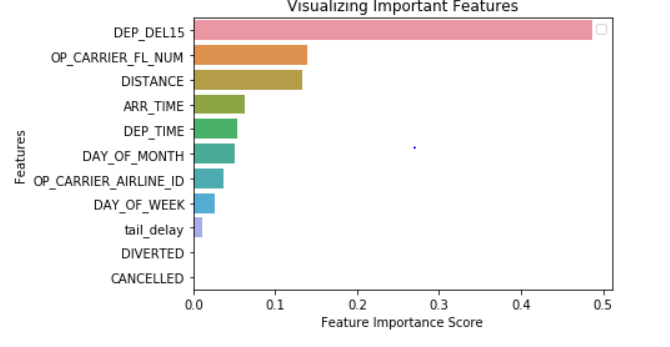 Visualizing Important Features
DEP_DEL15
OP_CARRIER_FL_NUM
DISTANCE
ARR_TIME
DEP_TIME
DAY_OF_MONTH
OP_CARRIER_AIRLINE_ID
DAY_OF_WEEK
tail_delay
DIVERTED
CANCELLED
Features
0.0 0.1 0.2 0.3 0.4 0.5
Feature Importance Score